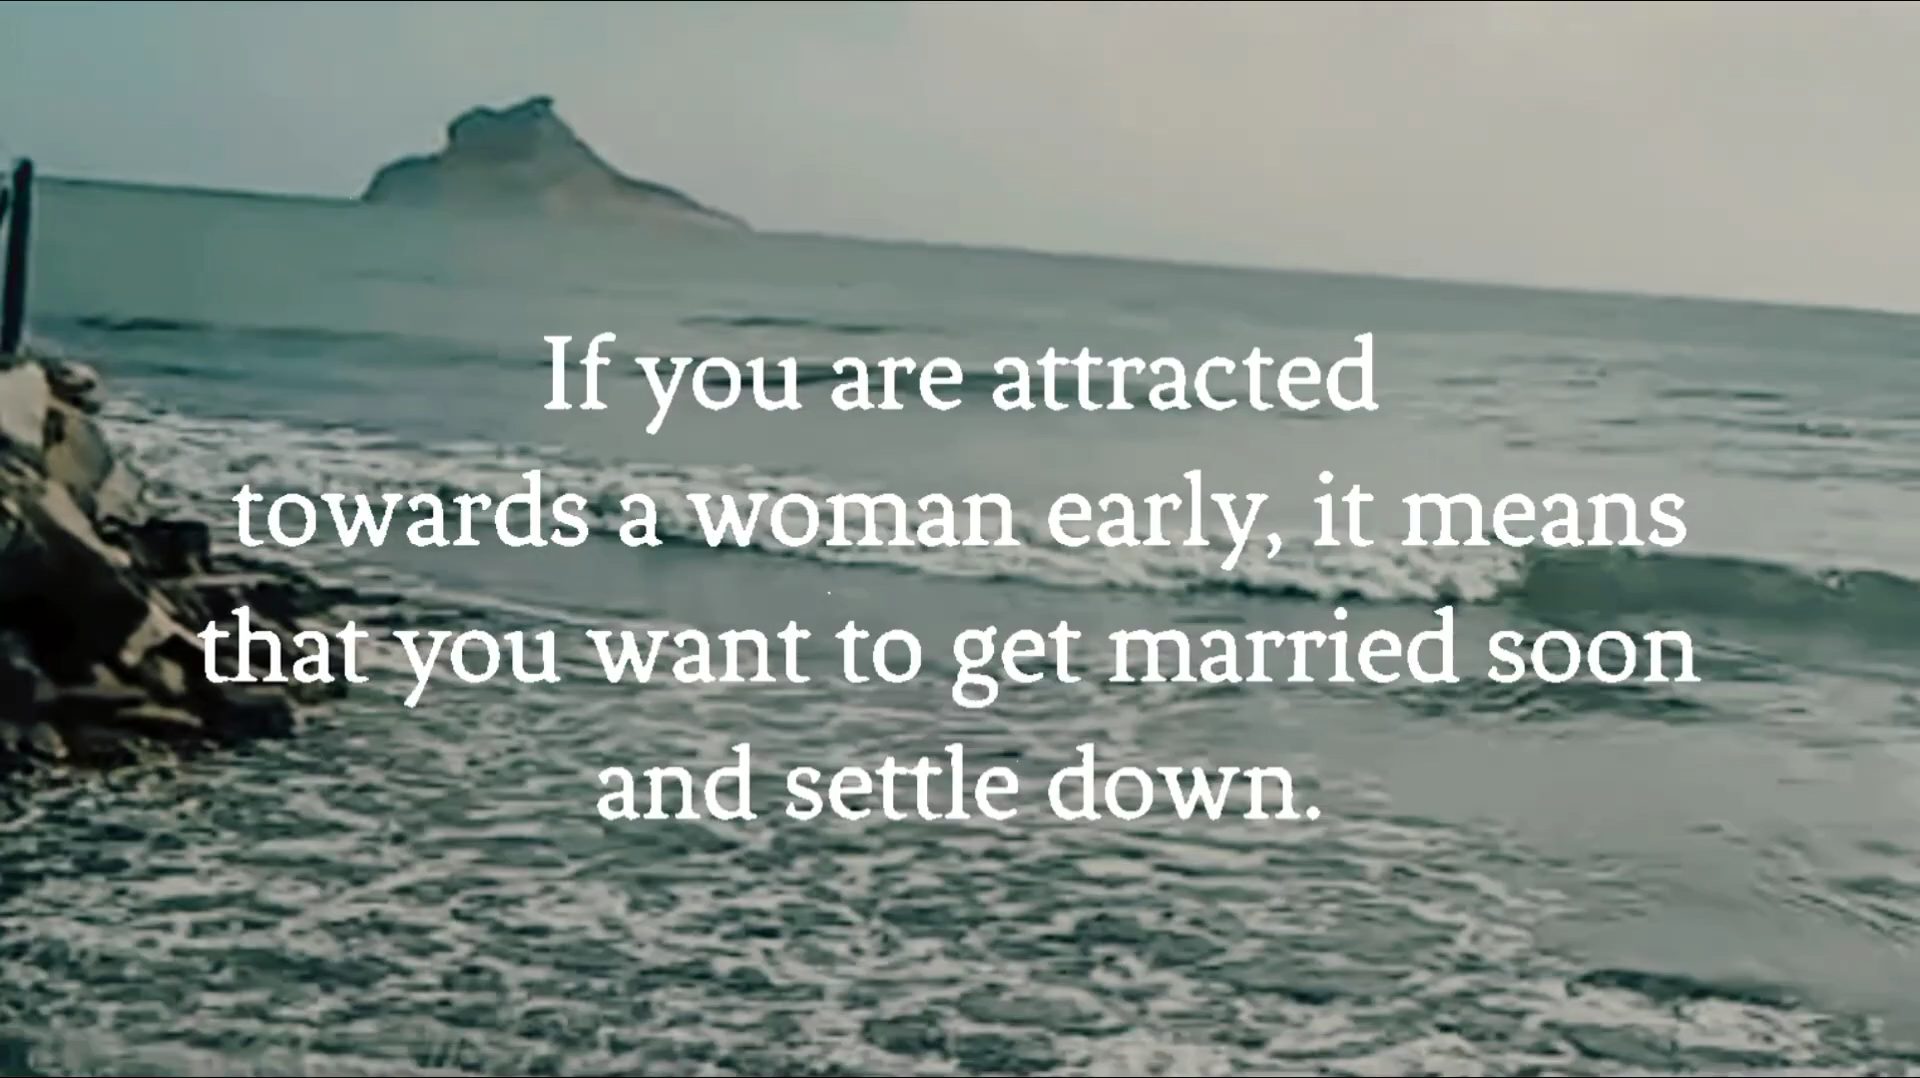 If you are attracted
towards a woman early, it means
that you want to get married soon
and settle down.